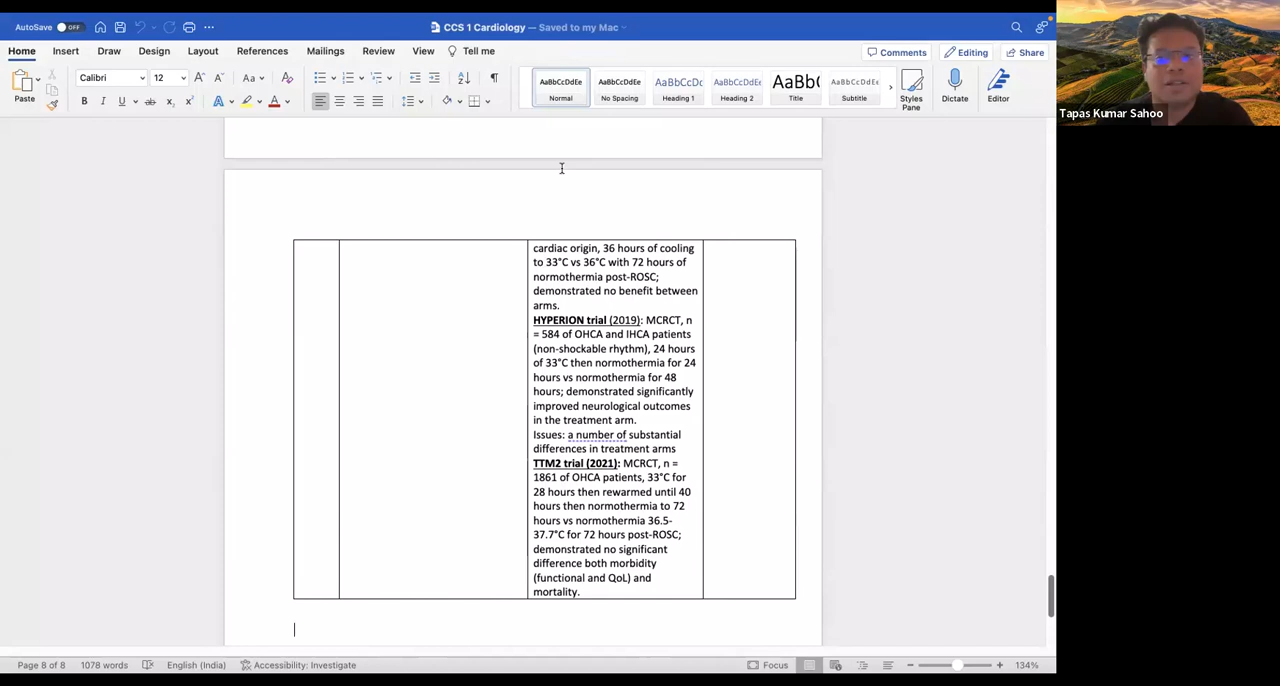 AutoSave OFF
CCS 1 Cardiology — Saved to my Mac
Home Insert Draw Design Layout References Mailings Review View Tell me
Comments Editing Share
Paste
Calibri 12
AaBbCcDdEe AaBbCcDdEe AaBbCcDc AaBbCcDdEe AaBb( AaBbCcDdEe
Normal No Spacing Heading 1 Heading 2 Title Subtitle
Styles Pane
Dictate
Editor
Tapas Kumar Sahoo
cardiac origin, 36 hours of cooling
to 33°C vs 36°C with 72 hours of
normothermia post-ROSC;
demonstrated no benefit between
arms.
HYPERION trial (2019): MCRCT, n
= 584 of OHCA and IHCA patients
(non-shockable rhythm), 24 hours
of 33°C then normothermia for 24
hours vs normothermia for 48
hours; demonstrated significantly
improved neurological outcomes
in the treatment arm.
Issues: a number of substantial
differences in treatment arms
TTM2 trial (2021): MCRCT, n =
1861 of OHCA patients, 33°C for
28 hours then rewarmed until 40
hours then normothermia to 72
hours vs normothermia 36.5-
37.7°C for 72 hours post-ROSC;
demonstrated no significant
difference both morbidity
(functional and QoL) and
mortality.
Page 8 of 8 1078 words English (India) Accessibility: Investigate Focus 134%